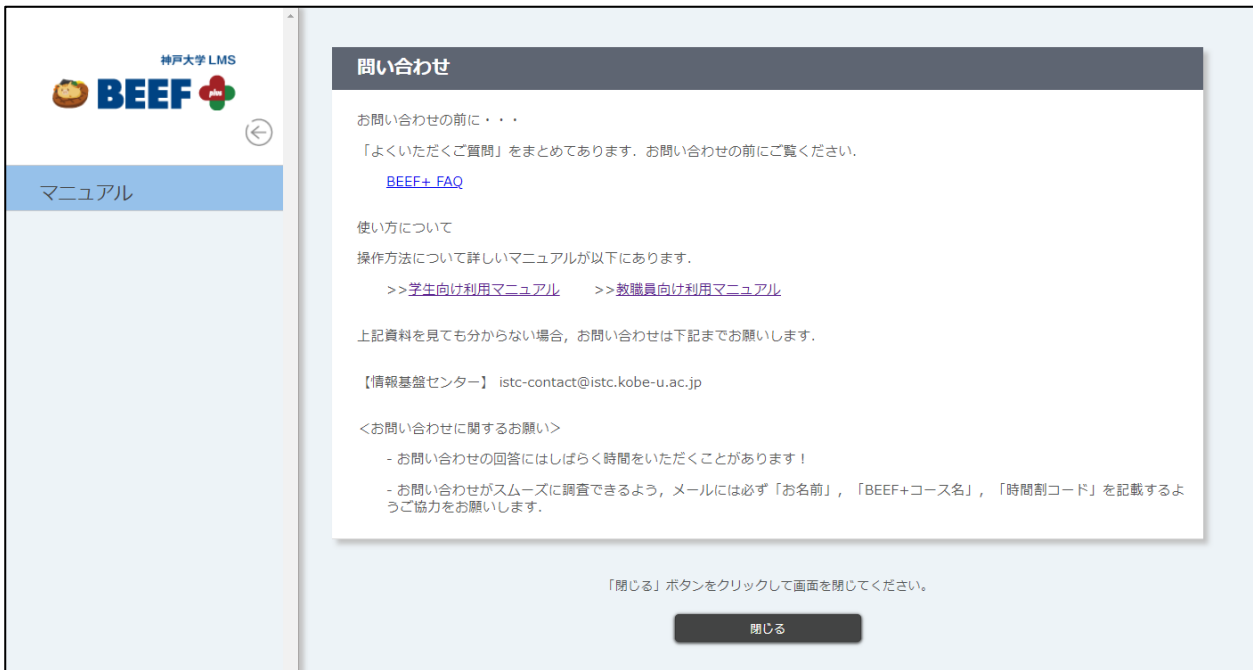 神戸大学 LMS
BEEF plus
マニュアル
問い合わせ
お問い合わせの前に・・・
「よくいただくご質問」をまとめてあります．お問い合わせの前にご覧ください．
BEEF+ FAQ
使い方について
操作方法について詳しいマニュアルが以下にあります．
>>学生向け利用マニュアル >>教職員向け利用マニュアル
上記資料を見ても分からない場合，お問い合わせは下記までお願いします．
【情報基盤センター】 istc-contact@istc.kobe-u.ac.jp
＜お問い合わせに関するお願い＞
- お問い合わせの回答にはしばらく時間をいただくことがあります！
- お問い合わせがスムーズに調査できるよう，メールには必ず「お名前」，「BEEF+コース名」，「時間割コード」を記載するよ
うご協力をお願いします．
「閉じる」ボタンをクリックして画面を閉じてください。
閉じる